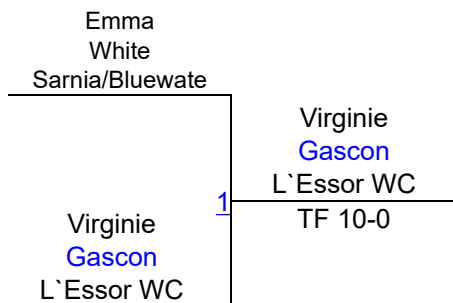 Emma
White
Sarnia/Bluewate
Virginie
Gascon
L`Essor WC
1
TF 10-0
Virginie
Gascon
L`Essor WC